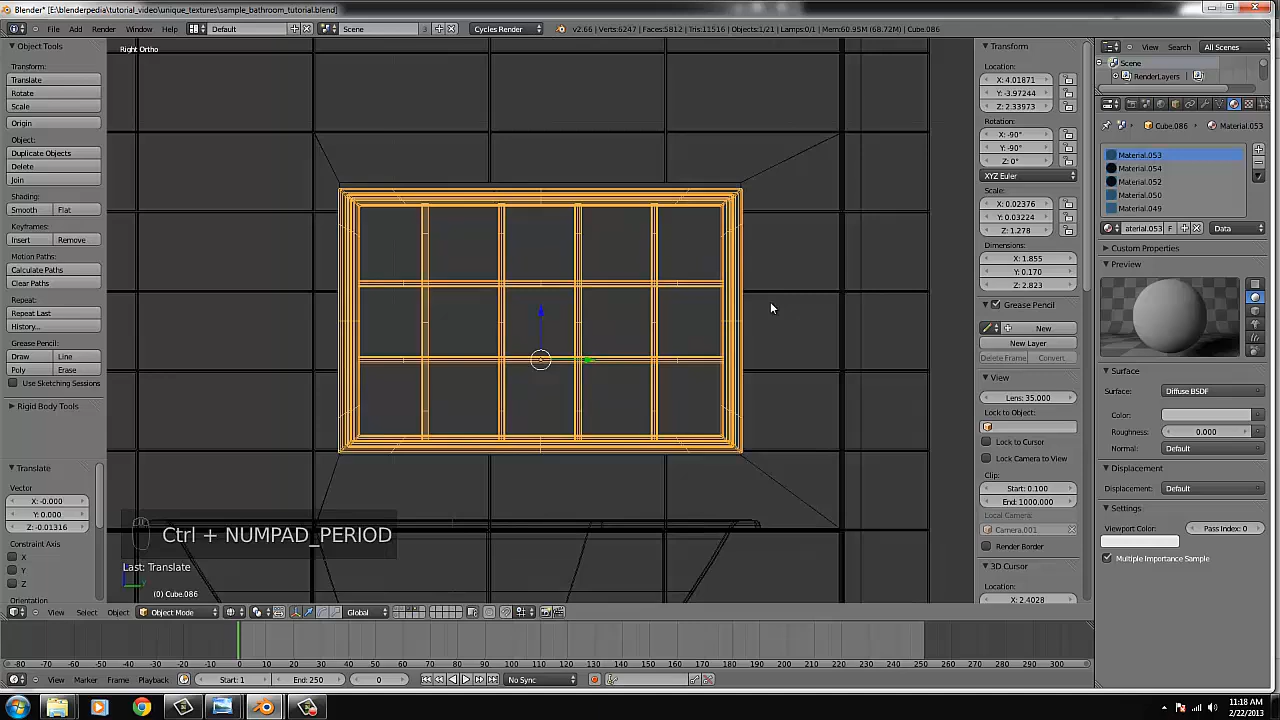 Blender* [E:\blenderpedia\tutorial_video\unique_textures\sample_bathroom_tutorial.blend]
File Add Render Window Help Default Scene 3 Cycles Render v2.66 | Verts:6247 | Faces:5812 | Tris:11516 | Objects:1/21 | Lamps:0/1 | Mem:60.95M (68.72M) | Cube.086
Object Tools
Transform:
Translate
Rotate
Scale
Origin
Object:
Duplicate Objects
Delete
Join
Shading:
Smooth Flat
Keyframes:
Insert Remove
Motion Paths:
Calculate Paths
Clear Paths
Repeat:
Repeat Last
History...
Grease Pencil:
Draw Line
Poly Erase
Use Sketching Sessions
Rigid Body Tools
Translate
Vector
X: -0.000
Y: 0.000
Z: -0.01316
Constraint Axis
X
Y
Z
Orientation
Right Ortho
Ctrl + NUMPAD_PERIOD
Last: Translate
(0) Cube.086
View Select Object Object Mode Global
Transform
Location:
X: 4.01871
Y: -3.97244
Z: 2.33973
Rotation:
X: -90°
Y: -90°
Z: 0°
XYZ Euler
Scale:
X: 0.02376
Y: 0.03224
Z: 1.278
Dimensions:
X: 1.855
Y: 0.170
Z: 2.823
Grease Pencil
New
New Layer
Delete Frame Convert
View
Lens: 35.000
Lock to Object:
Lock to Cursor
Lock Camera to View
Clip:
Start: 0.100
End: 1000.000
Local Camera:
Camera.001
Render Border
3D Cursor
Location:
X: 2.4028
View Search All Scenes
Scene
RenderLayers
Cube.086 Material.053
Material.053
Material.054
Material.052
Material.050
Material.049
aterial.053 F Data
Custom Properties
Preview
Surface
Surface: Diffuse BSDF
Color:
Roughness: 0.000
Normal: Default
Displacement
Displacement: Default
Settings
Viewport Color: Pass Index: 0
Multiple Importance Sample
-80 -70 -60 -50 -40 -30 -20 -10 0 10 20 30 40 50 60 70 80 90 100 110 120 130 140 150 160 170 180 190 200 210 220 230 240 250 260 270 280 290 300
View Marker Frame Playback Start: 1 End: 250 0 No Sync
11:18 AM
2/22/2013